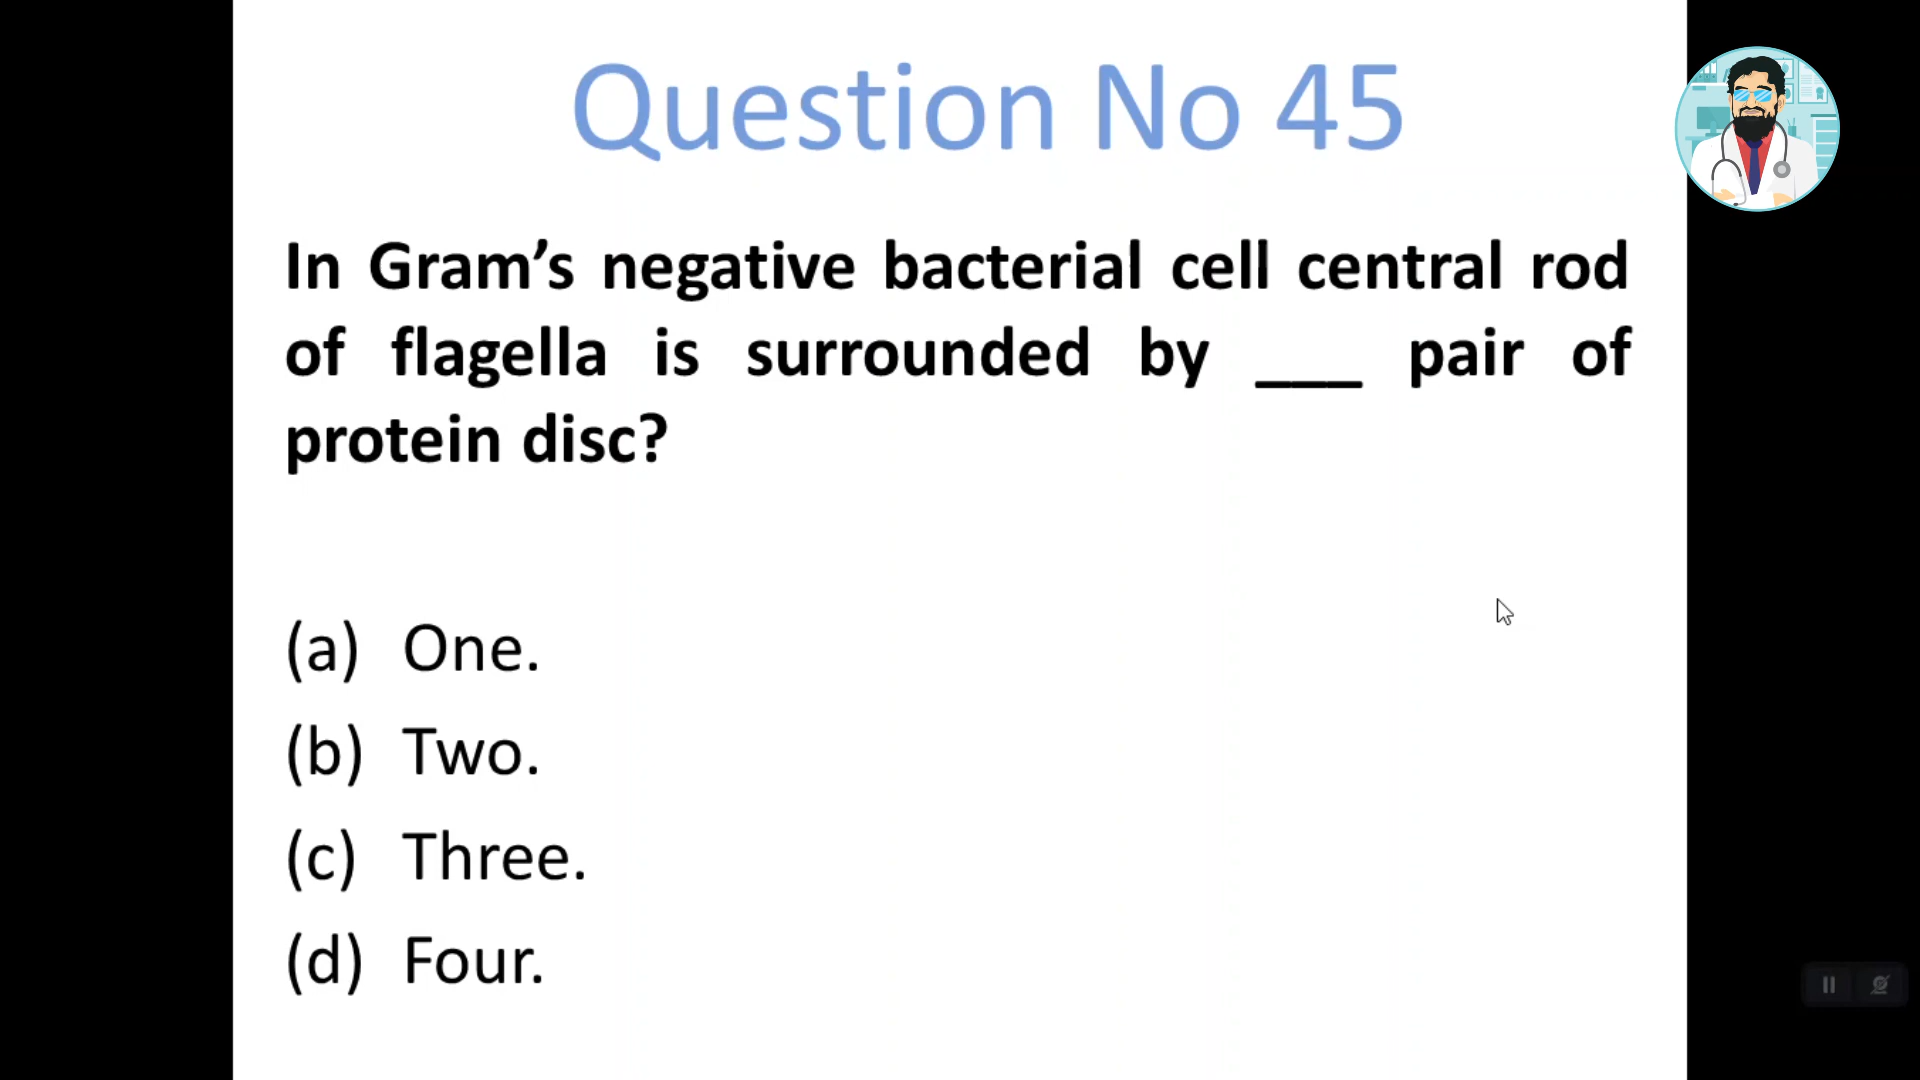 Question No 45
In Gram’s negative bacterial cell central rod
of flagella is surrounded by ___ pair of
protein disc?
(a) One.
(b) Two.
(c) Three.
(d) Four.